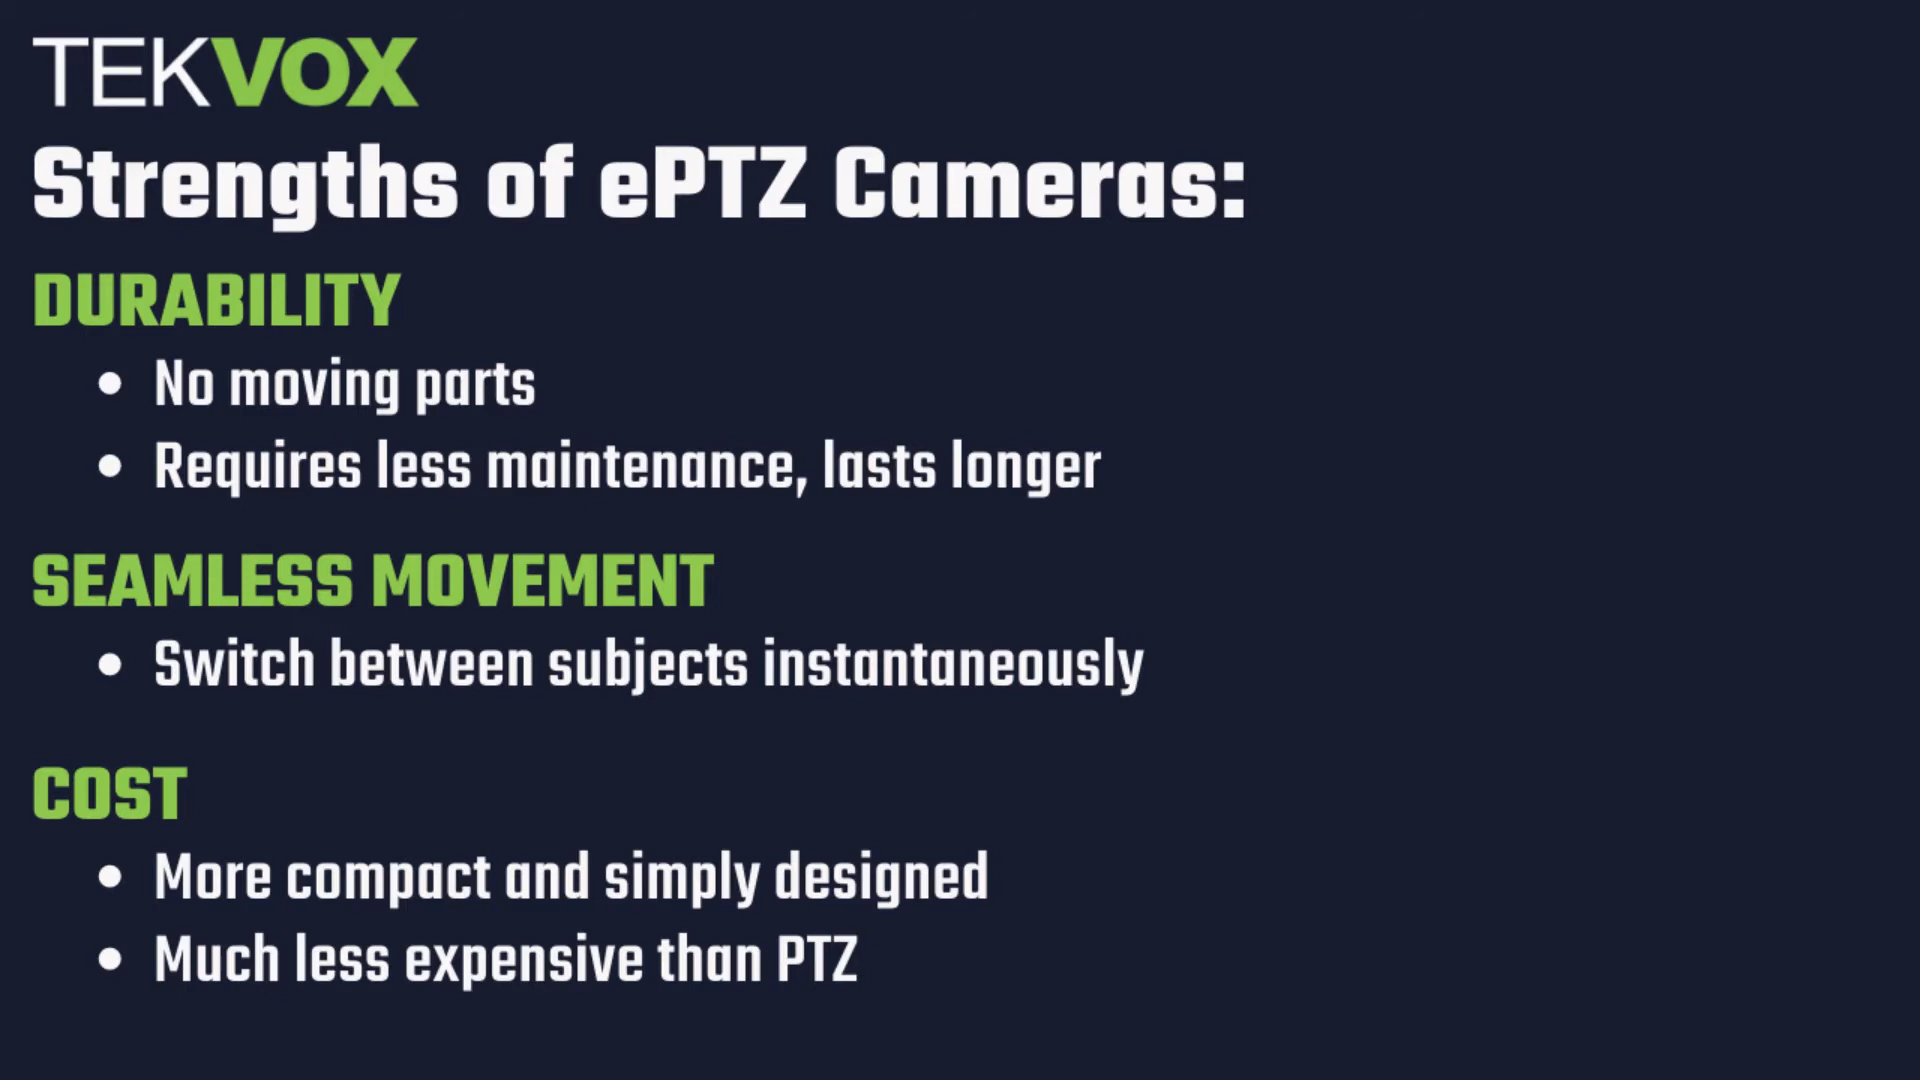 TEKVOX
Strengths of ePTZ Cameras:
DURABILITY
• No moving parts
• Requires less maintenance, lasts longer
SEAMLESS MOVEMENT
• Switch between subjects instantaneously
COST
• More compact and simply designed
• Much less expensive than PTZ